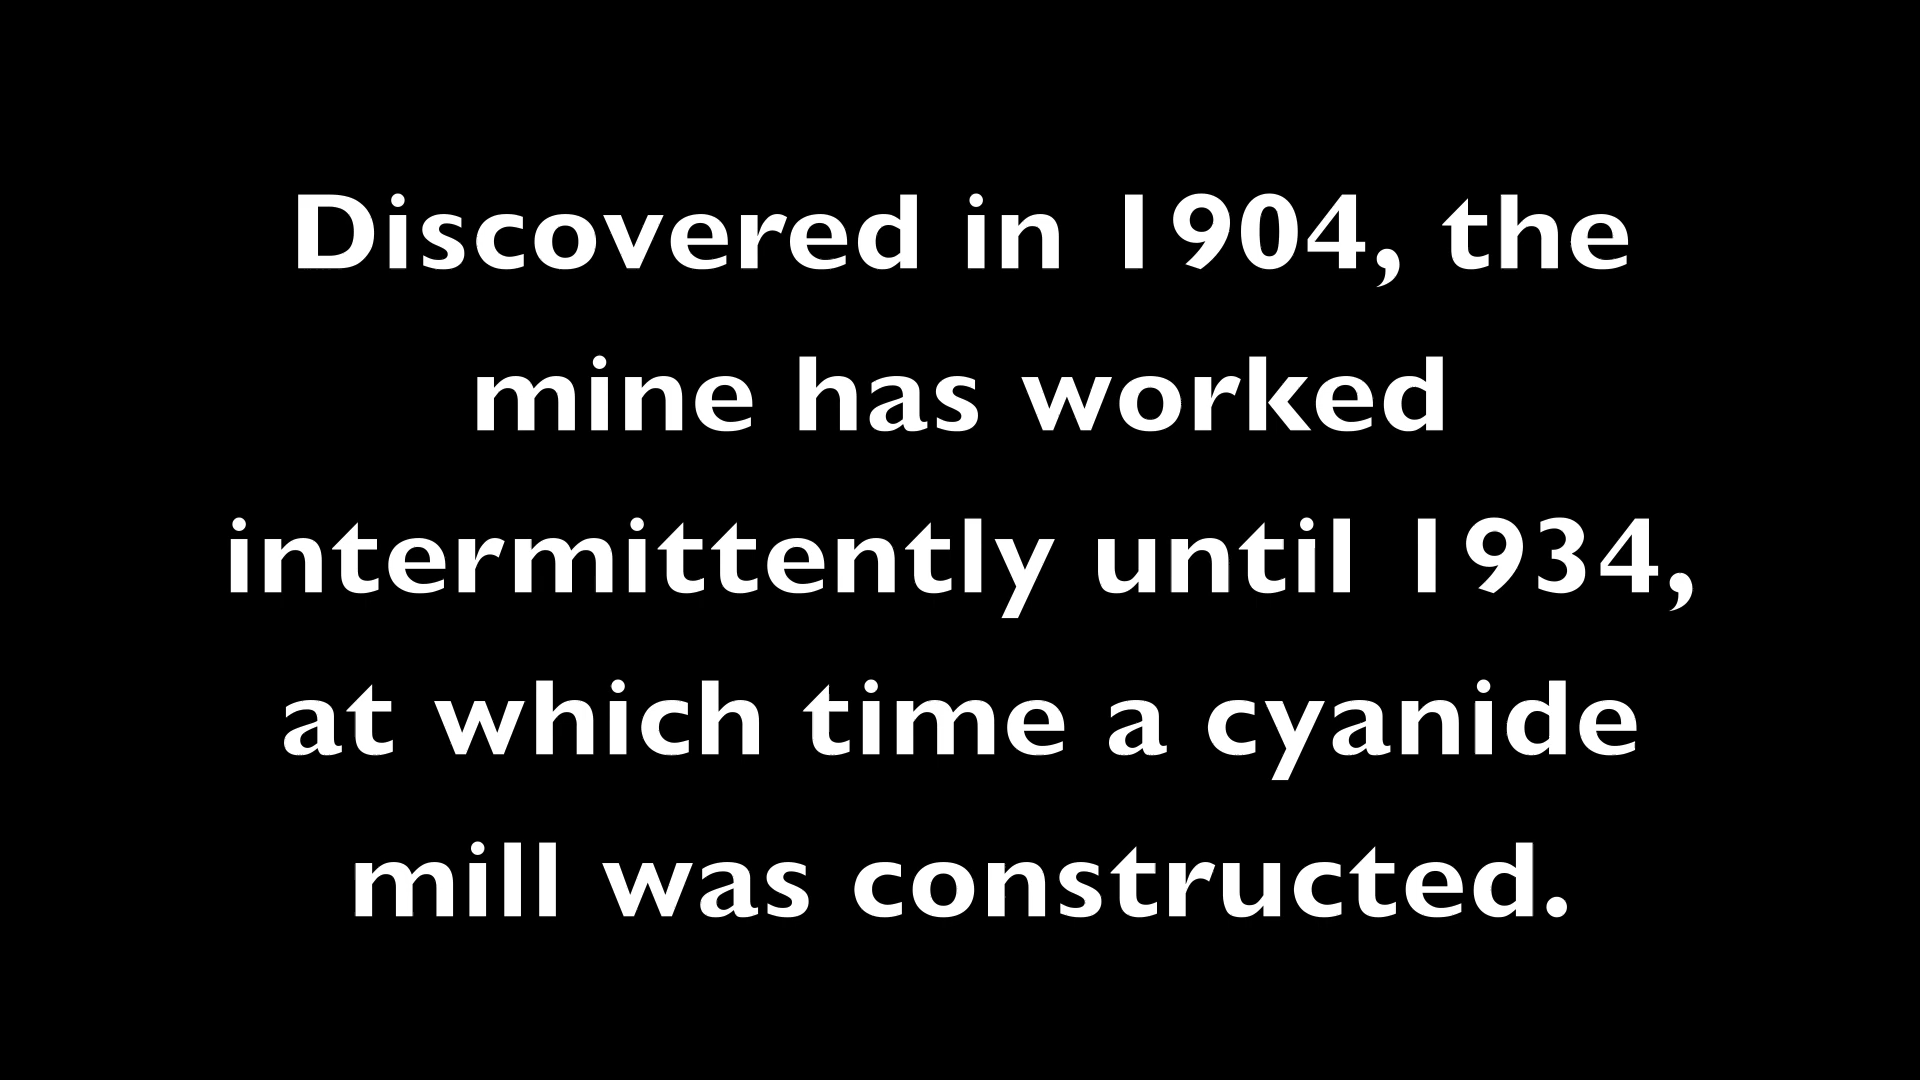 Discovered in 1904, the
mine has worked
intermittently until 1934,
at which time a cyanide
mill was constructed.